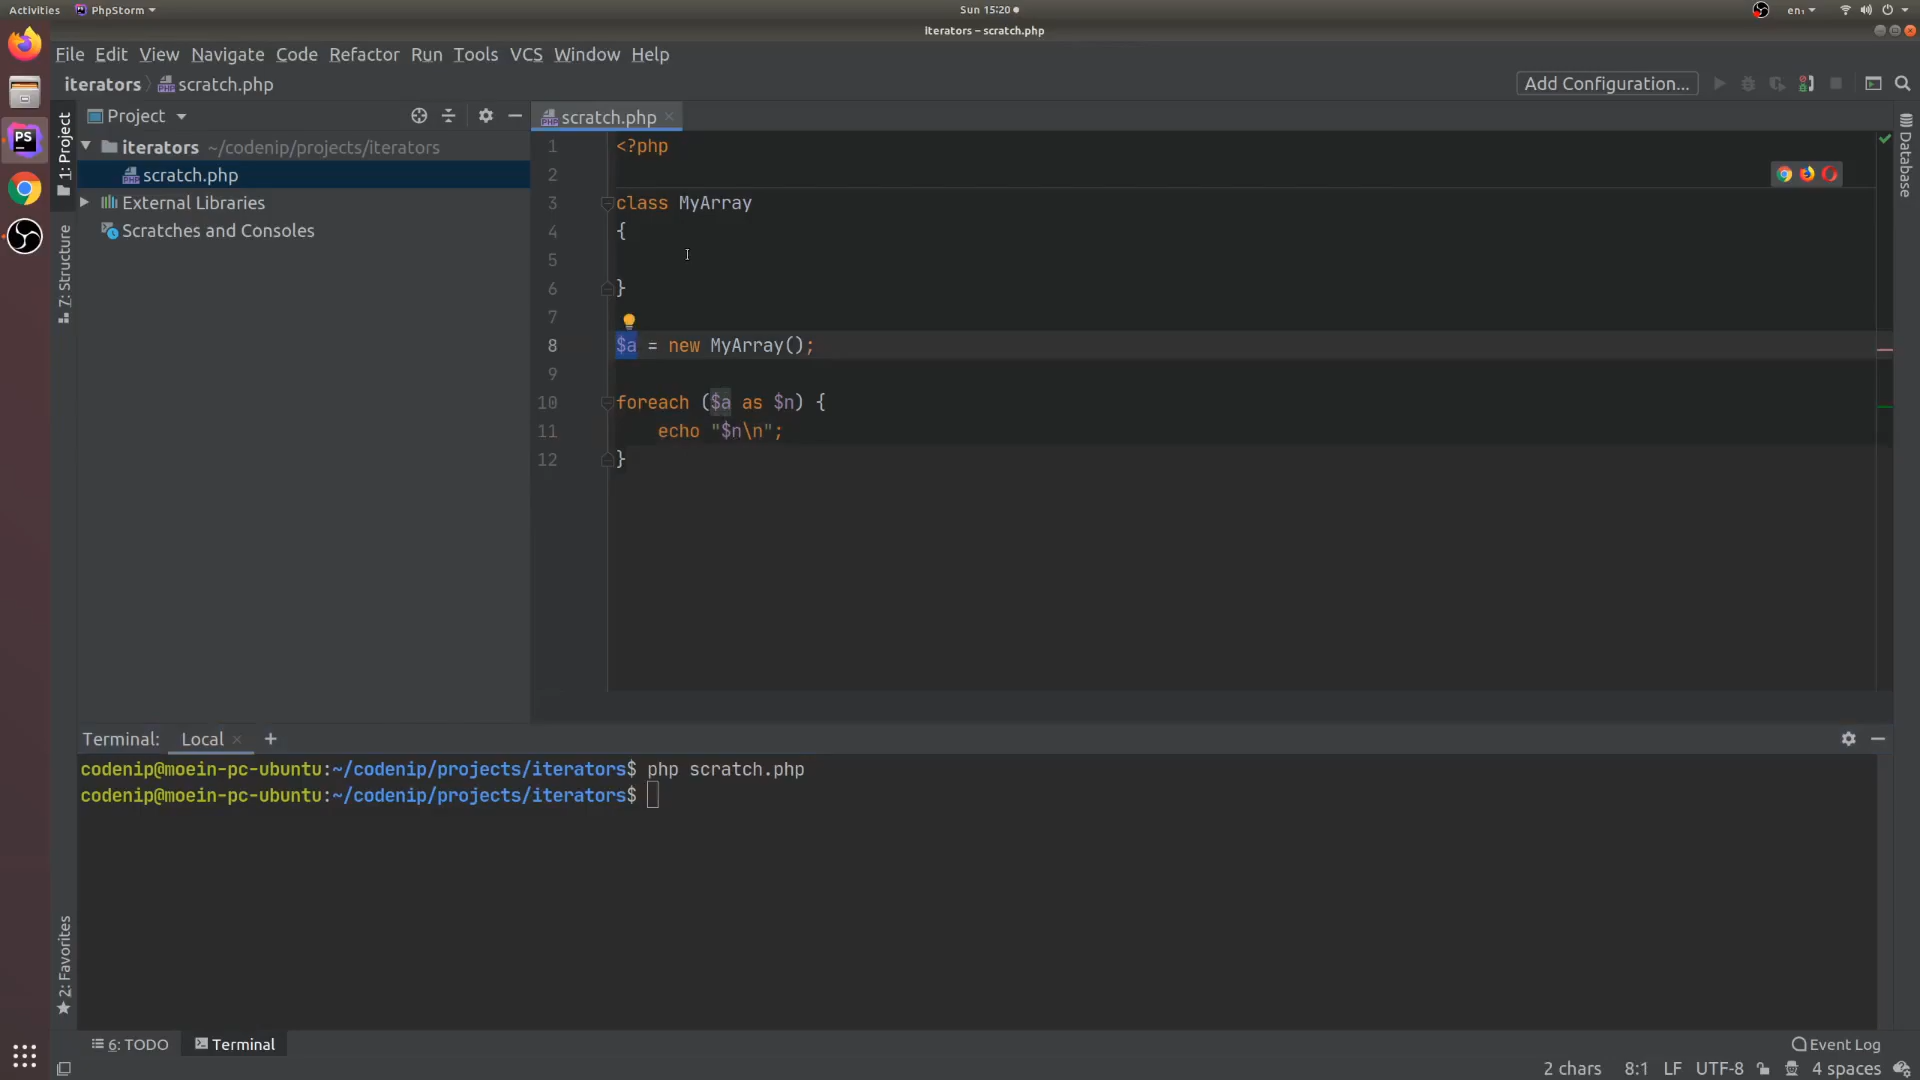 Activities PhpStorm Sun 15:20 en₁
iterators – scratch.php
File Edit View Navigate Code Refactor Run Tools VCS Window Help
iterators scratch.php Add Configuration...
Project scratch.php
1 <?php
iterators ~/codenip/projects/iterators
scratch.php
2
External Libraries
3 class MyArray
Scratches and Consoles
4 {
5
6 }
7
8 $a = new MyArray();
9
10 foreach ($a as $n) {
11 echo "$n\n";
12 }
1: Project
7: Structure
2: Favorites
Database
PS
Terminal: Local +
codenip@moein-pc-ubuntu:~/codenip/projects/iterators$ php scratch.php
codenip@moein-pc-ubuntu:~/codenip/projects/iterators$
6: TODO Terminal Event Log
2 chars 8:1 LF UTF-8 4 spaces